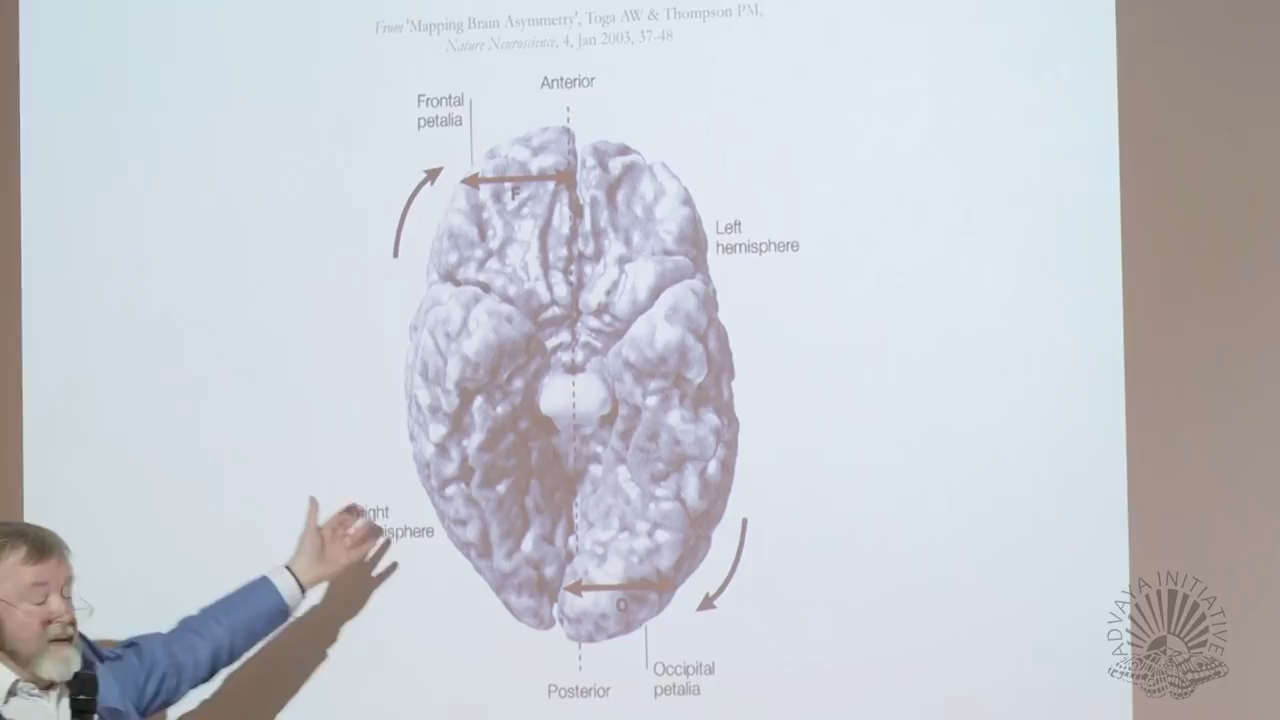 From 'Mapping Brain Asymmetry', Toga AW & Thompson PM,
Nature Neuroscience, 4, Jan 2003, 37-48
Anterior
Frontal
petalia
F
Left
hemisphere
O
Occipital
petalia
Posterior
ADVAYA INITIATIVE